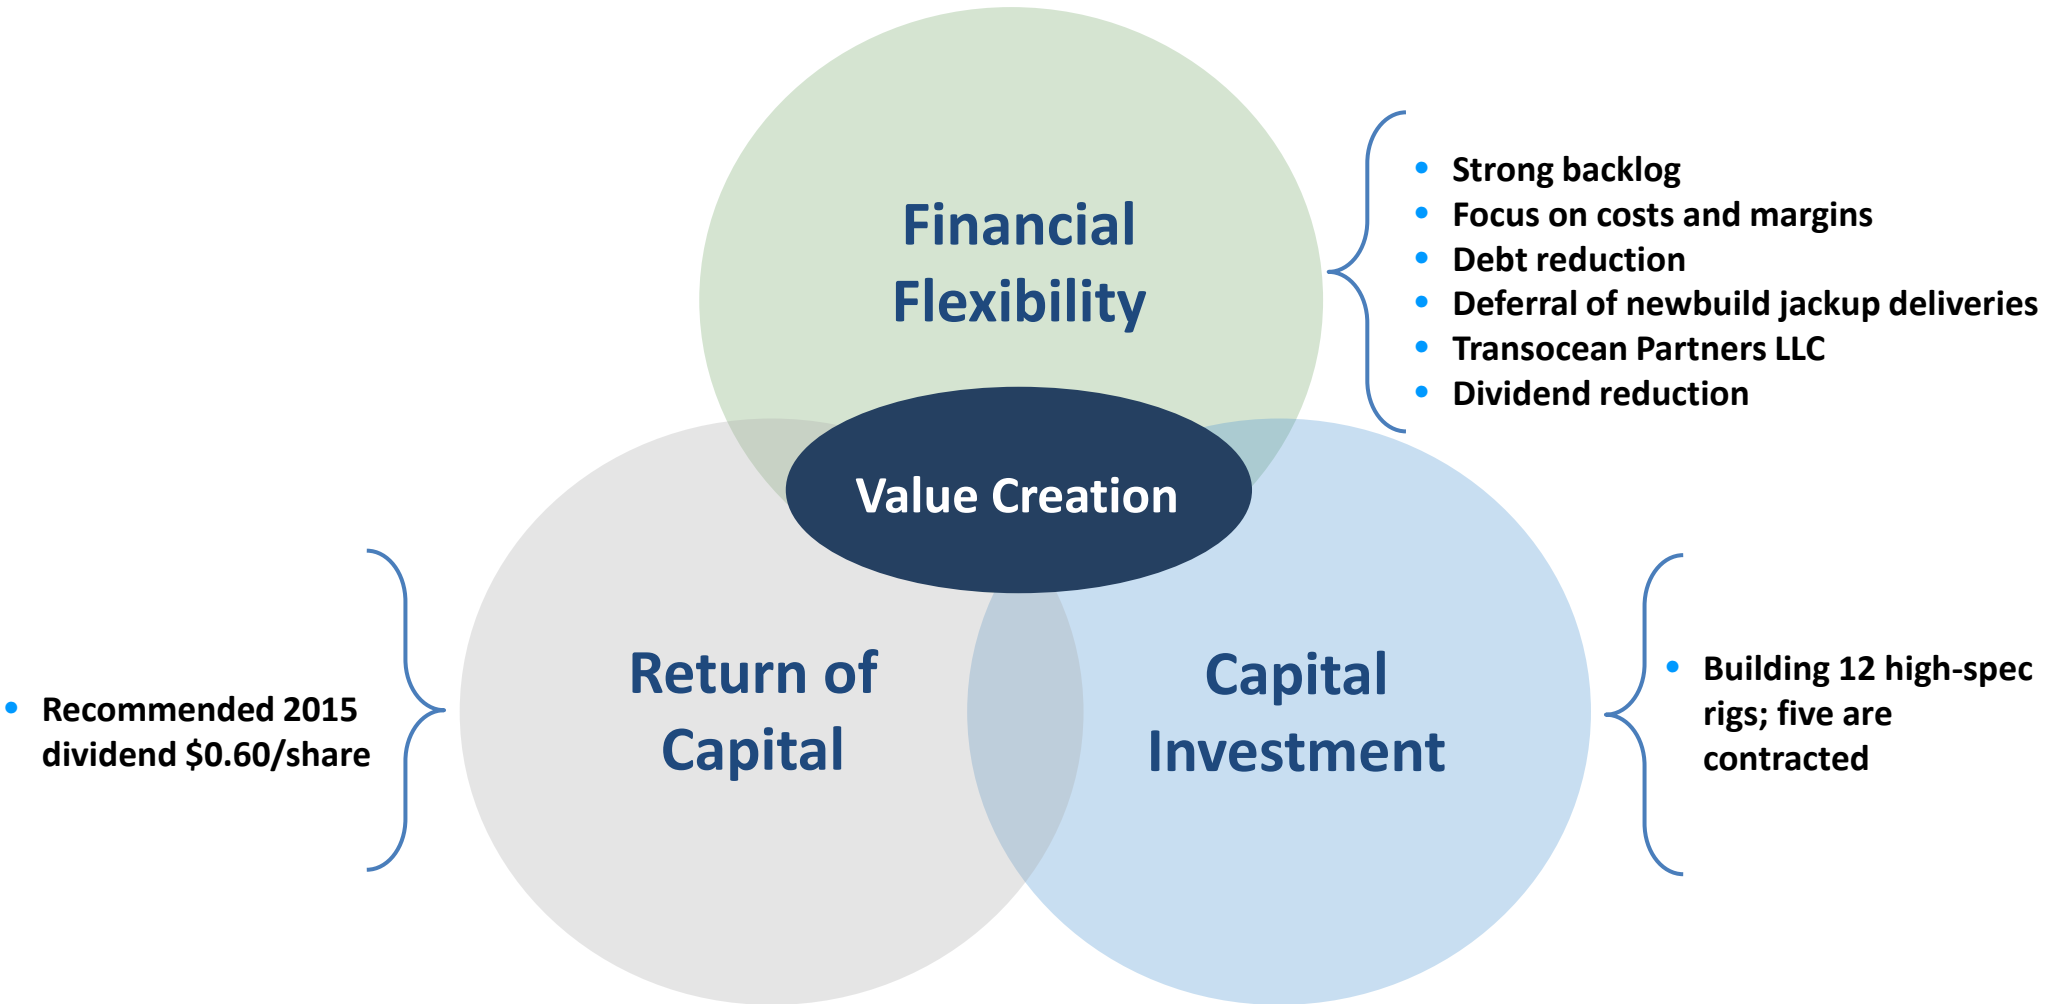 Financial
Flexibility
• Strong backlog
• Focus on costs and margins
• Debt reduction
• Deferral of newbuild jackup deliveries
• Transocean Partners LLC
• Dividend reduction
Value Creation
Return of
Capital
• Recommended 2015
dividend $0.60/share
Capital
Investment
• Building 12 high-spec
rigs; five are
contracted